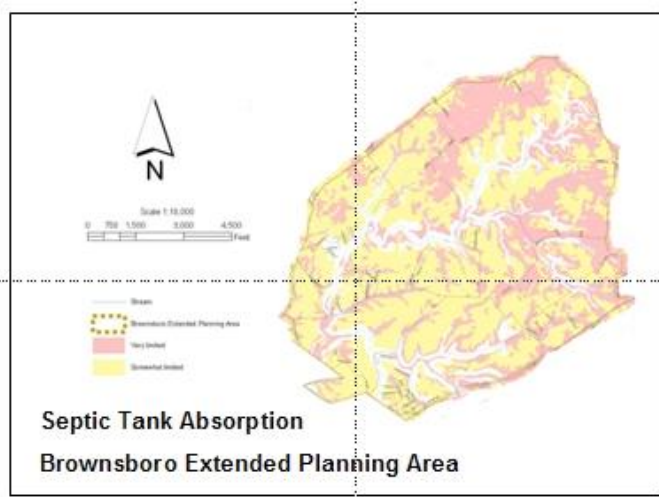 N
Scale 1:18,000
0 750 1,500 3,000 4,500
Feet
Stream
Brownsboro Extended Planning Area
Very limited
Somewhat limited
Septic Tank Absorption
Brownsboro Extended Planning Area